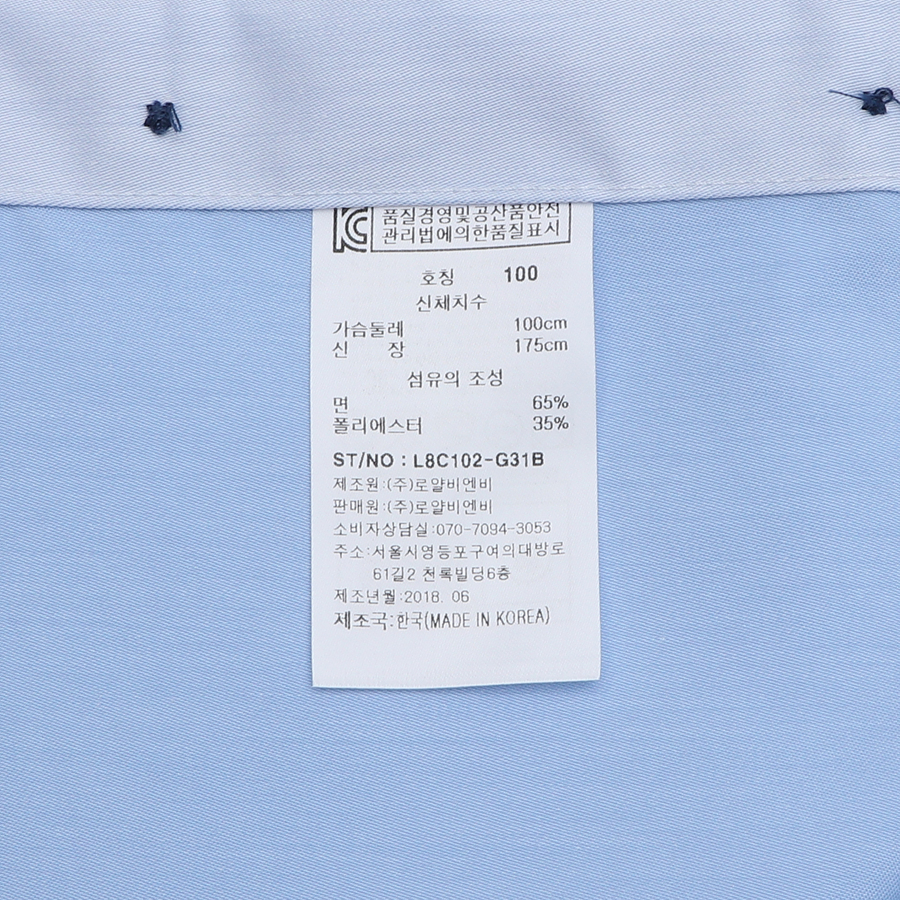 KC 품질경영및공산품안전
관리법에의한품질표시
호칭 100
신체치수
가슴둘레 100cm
신 장 175cm
섬유의 조성
면 65%
폴리에스터 35%
ST/NO : L8C102-G31B
제조원:(주)로얄비엔비
판매원:(주)로얄비엔비
소비자상담실:070-7094-3053
주소:서울시영등포구여의대방로
61길2 천록빌딩6층
제조년월:2018. 06
제조국:한국(MADE IN KOREA)